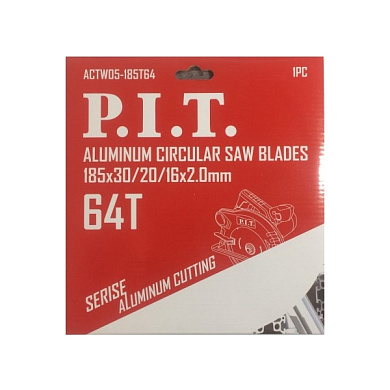 ACTW05-185T64
1PC
P.I.T.
ALUMINUM CIRCULAR SAW BLADES
185x30/20/16x2.0mm
64T
P.I.T.
SERISE
ALUMINUM CUTTING